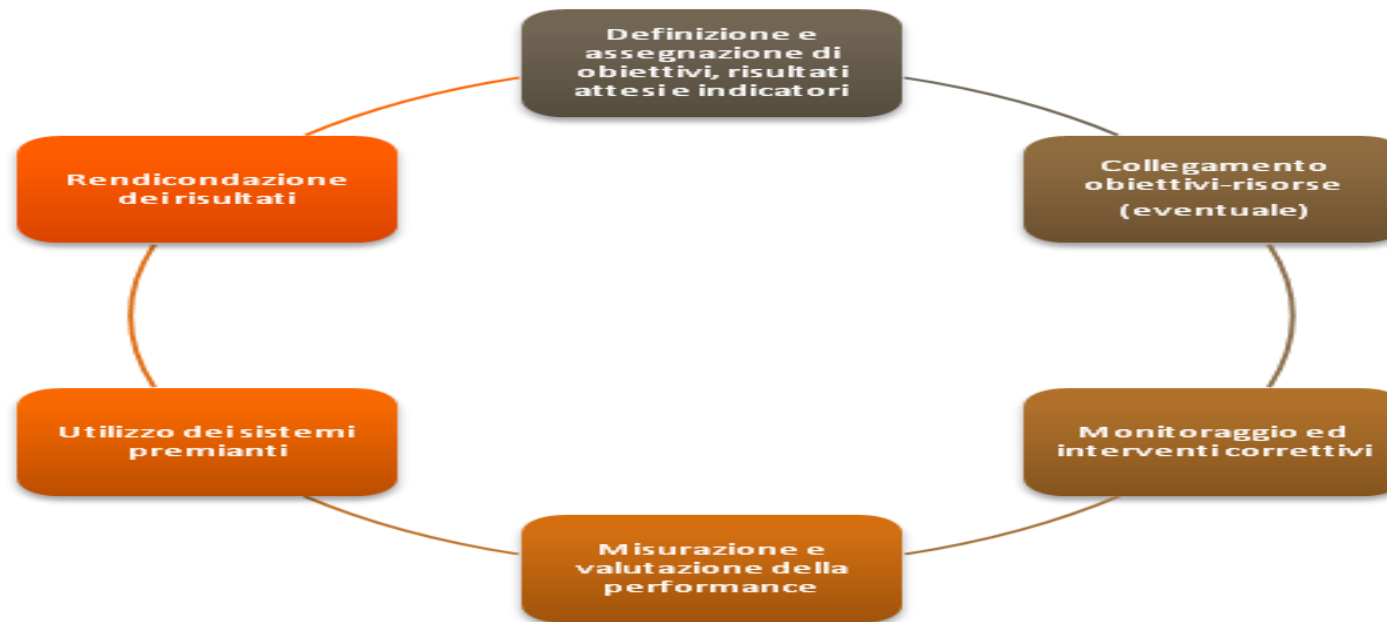 Definizione e
assegnazione di
obiettivi, risultati
attesi e indicatori
Collegamento
obiettivi-risorse
(eventuale)
Monitoraggio ed
interventi correttivi
Misurazione e
valutazione della
performance
Utilizzo dei sistemi
premianti
Rendicondazione
dei risultati